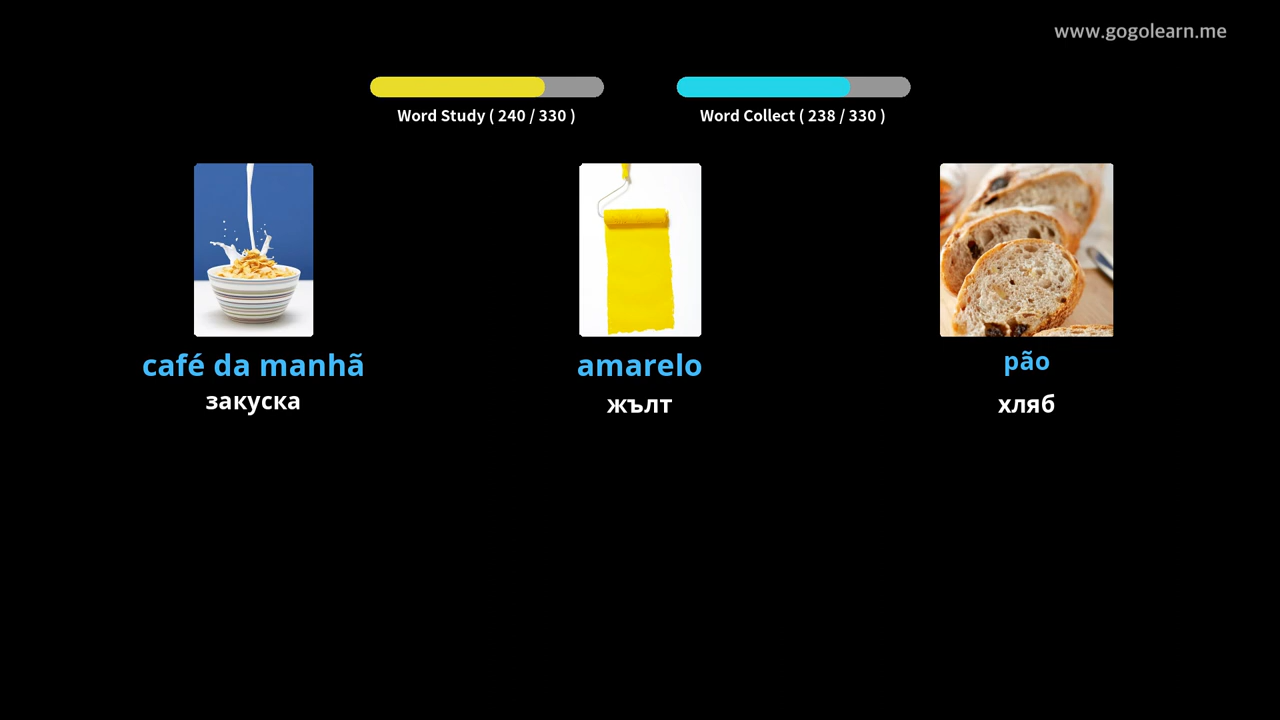 www.gogolearn.me
Word Study ( 240 / 330 )
Word Collect ( 238 / 330 )
café da manhã
закуска
amarelo
жълт
pão
хляб